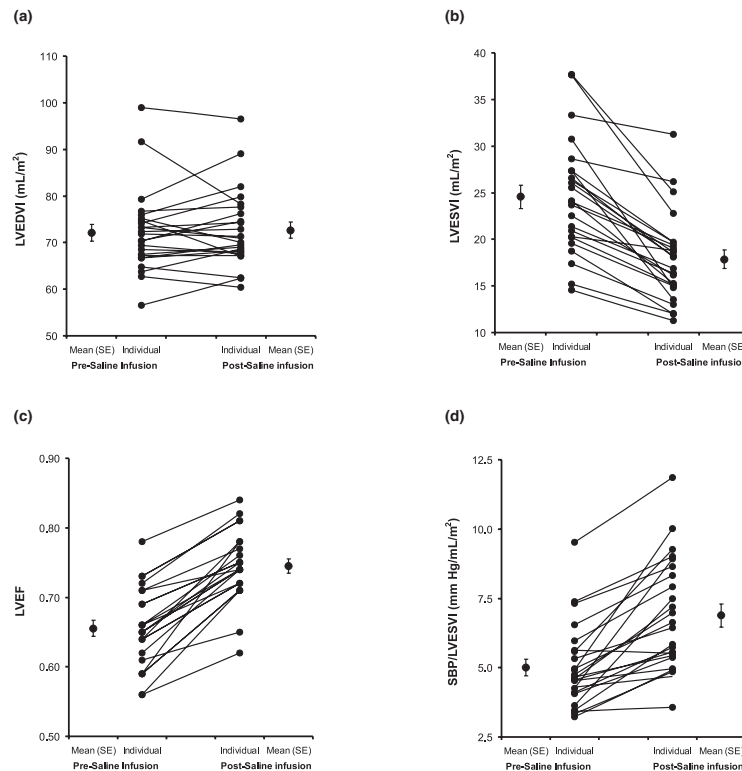 (a)
110
100
90
80
70
60
50
LVEDVI (mL/m²)
Mean (SE) Individual Individual Mean (SE)
Pre-Saline Infusion Post-Saline infusion
(b)
40
35
30
25
20
15
10
LVESVI (mL/m²)
Mean (SE) Individual Individual Mean (SE)
Pre-Saline Infusion Post-Saline infusion
(c)
0.90
0.80
0.70
0.60
0.50
LVEF
Mean (SE) Individual Individual Mean (SE)
Pre-Saline Infusion Post-Saline infusion
(d)
12.5
10.0
7.5
5.0
2.5
SBP/LVESVI (mm Hg/mL/m²)
Mean (SE) Individual Individual Mean (SE)
Pre-Saline Infusion Post-Saline infusion